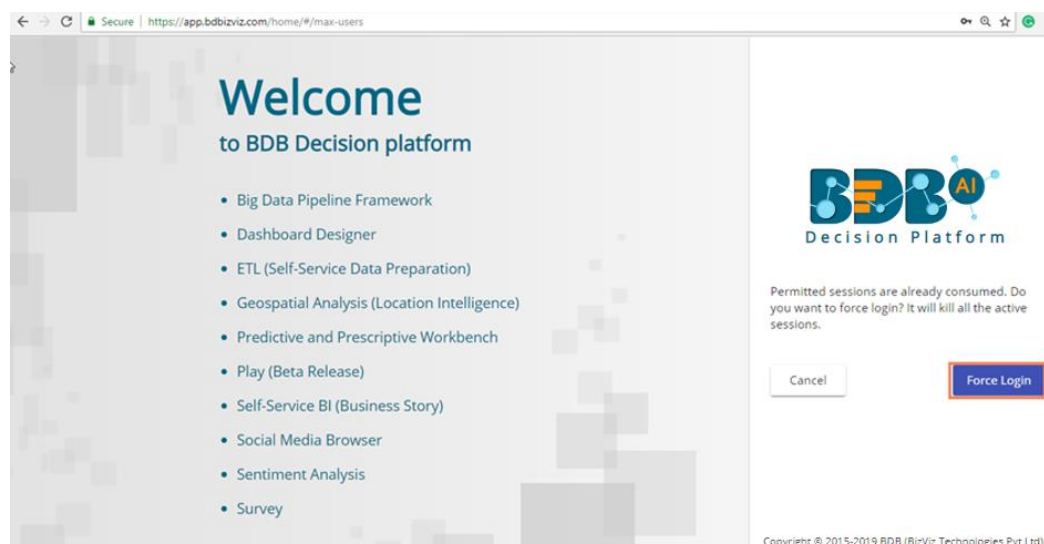 Secure | https://app.bdbizviz.com/home/#/max-users
Welcome
to BDB Decision platform
• Big Data Pipeline Framework
• Dashboard Designer
• ETL (Self-Service Data Preparation)
• Geospatial Analysis (Location Intelligence)
• Predictive and Prescriptive Workbench
• Play (Beta Release)
• Self-Service BI (Business Story)
• Social Media Browser
• Sentiment Analysis
• Survey
BDB AI
Decision Platform
Permitted sessions are already consumed. Do
you want to force login? It will kill all the active
sessions.
Cancel
Force Login
Copyright © 2015-2019 BDB (BizViz Technologies Pvt Ltd)